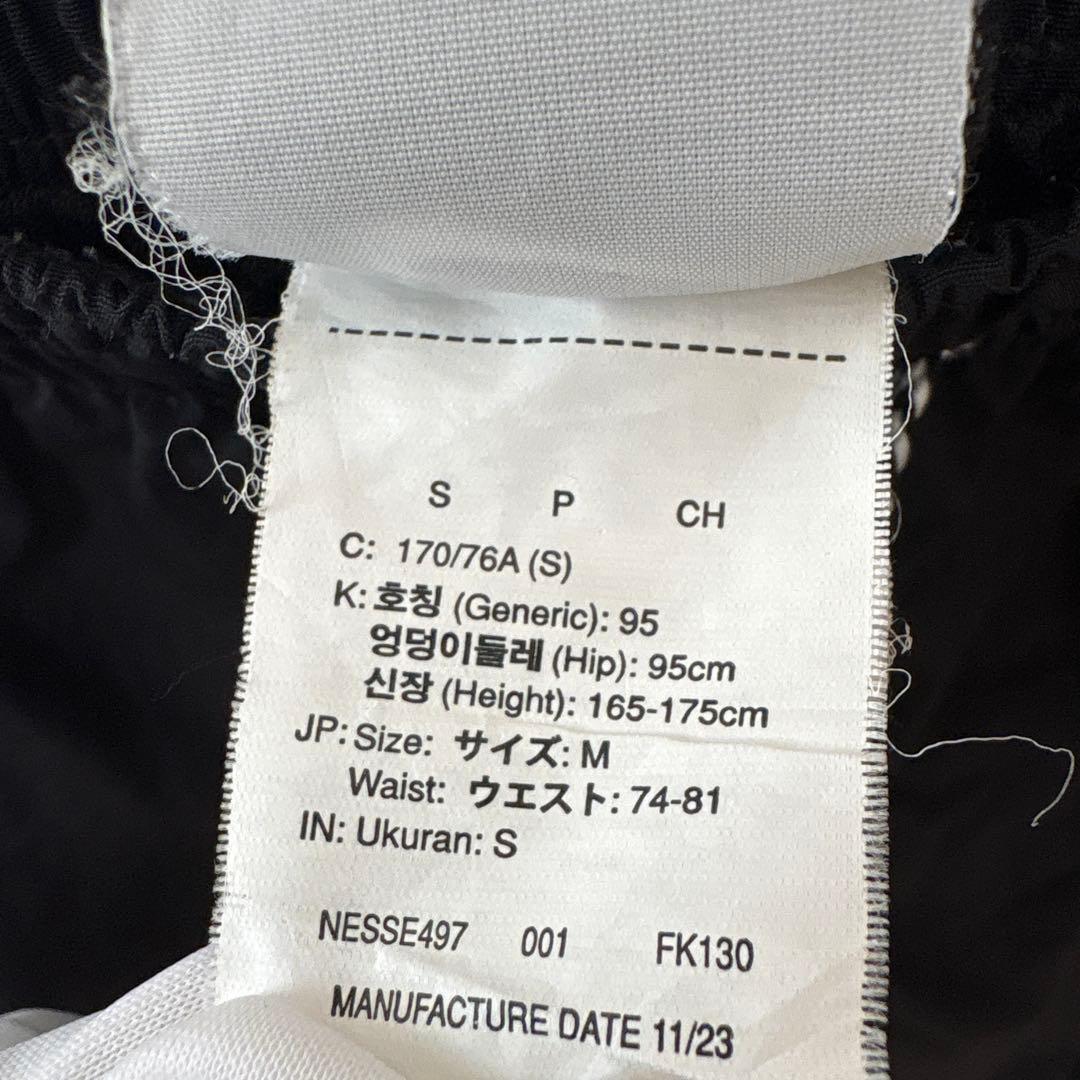 S P CH
C: 170/76A (S)
K: 호칭 (Generic): 95
엉덩이둘레 (Hip): 95cm
신장 (Height): 165-175cm
JP: Size: サイズ: M
Waist: ウエスト: 74-81
IN: Ukuran: S
NESSE497 001 FK130
MANUFACTURE DATE 11/23